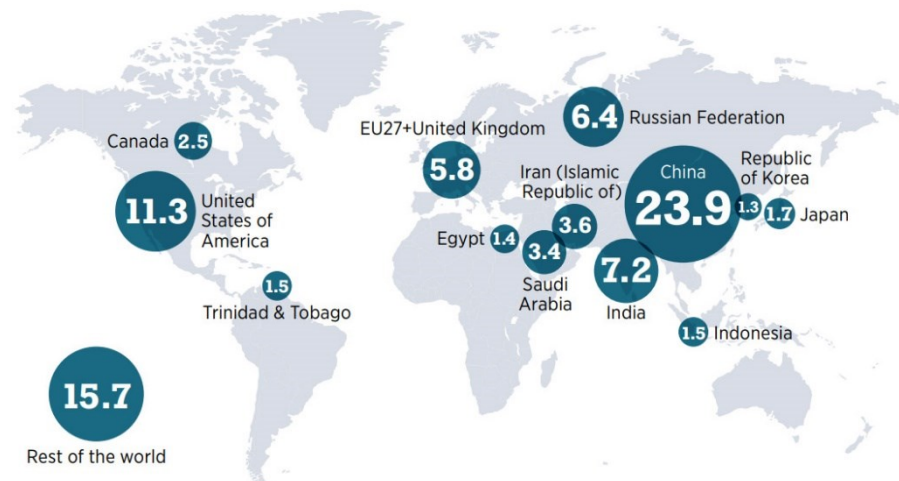 Canada 2.5
11.3
United
States of
America
1.5
Trinidad & Tobago
15.7
Rest of the world
EU27+United Kingdom
5.8
6.4 Russian Federation
Iran (Islamic
Republic of)
3.6
Egypt 1.4
3.4
Saudi
Arabia
China
23.9
Republic
of Korea
1.3
1.7 Japan
7.2
India
1.5 Indonesia